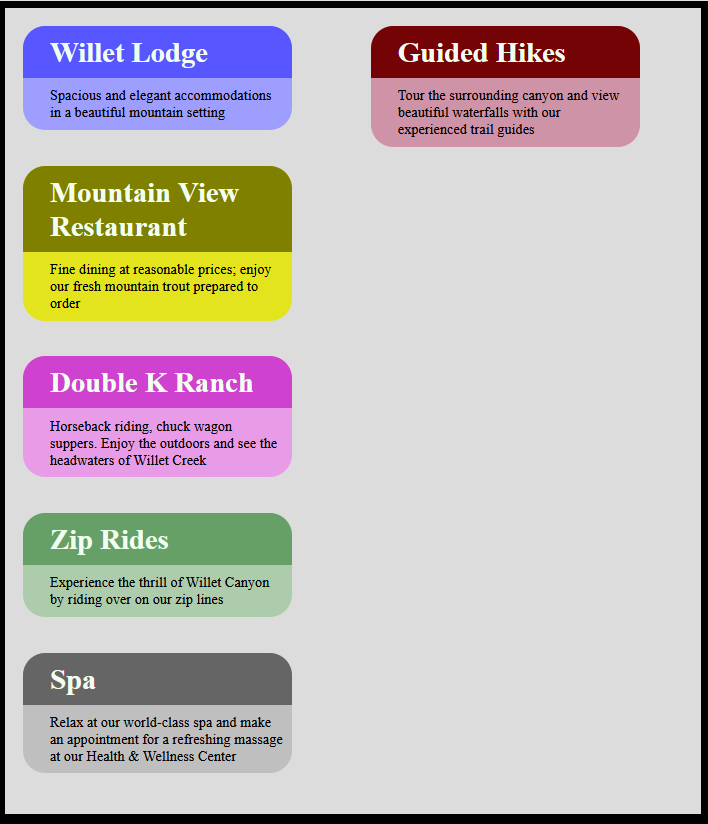 Willet Lodge
Spacious and elegant accommodations
in a beautiful mountain setting
Mountain View
Restaurant
Fine dining at reasonable prices; enjoy
our fresh mountain trout prepared to
order
Double K Ranch
Horseback riding, chuck wagon
suppers. Enjoy the outdoors and see the
headwaters of Willet Creek
Zip Rides
Experience the thrill of Willet Canyon
by riding over on our zip lines
Spa
Relax at our world-class spa and make
an appointment for a refreshing massage
at our Health & Wellness Center
Guided Hikes
Tour the surrounding canyon and view
beautiful waterfalls with our
experienced trail guides